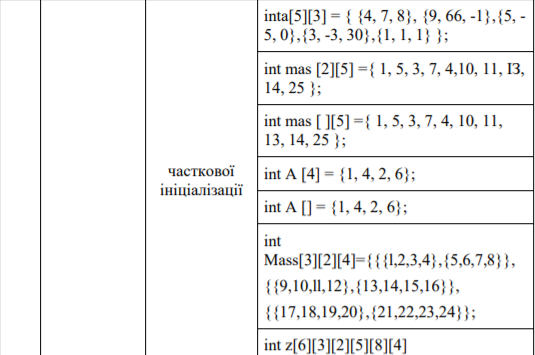 inta[5][3] = { {4, 7, 8}, {9, 66, -1},{5, -
5, 0},{3, -3, 30},{1, 1, 1} };
int mas [2][5] ={ 1, 5, 3, 7, 4,10, 11, ІЗ,
14, 25 };
int mas [ ][5] ={ 1, 5, 3, 7, 4, 10, 11,
13, 14, 25 };
часткової
ініціалізації
int A [4] = {1, 4, 2, 6};
int A [] = {1, 4, 2, 6};
int
Mass[3][2][4]={{{l,2,3,4},{5,6,7,8}},
{{9,10,ll,12},{13,14,15,16}},
{{17,18,19,20},{21,22,23,24}};
int z[6][3][2][5][8][4]